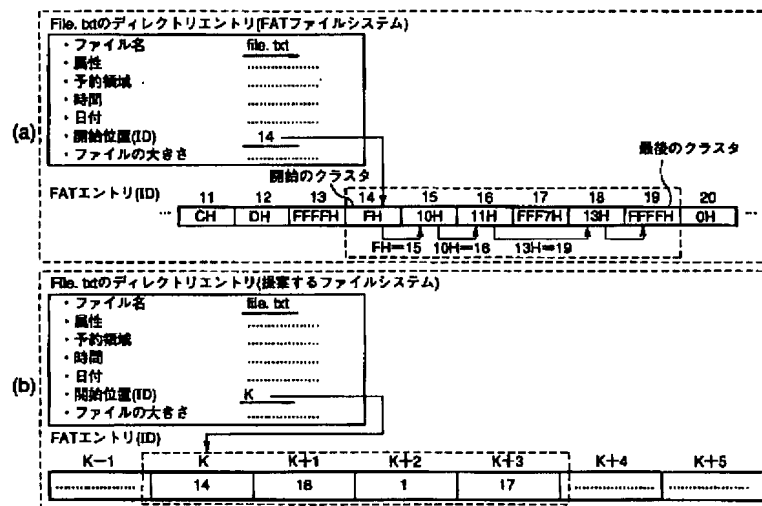 File. txtのディレクトリエントリ(FATファイルシステム)
・ファイル名 file. txt
・属性
・予約領域
・時間
・日付
・開始位置(ID) 14
・ファイルの大きさ
(a)
開始のクラスタ
最後のクラスタ
FATエントリ(ID)
11 12 13 14 15 16 17 18 19 20
CH DH FFFFH FH 10H 11H FFF7H 13H FFFFH 0H
FH=15 10H=16 13H=19
File. txtのディレクトリエントリ(提案するファイルシステム)
・ファイル名 file. txt
・属性
・予約領域
・時間
・日付
・開始位置(ID) K
・ファイルの大きさ
(b)
FATエントリ(ID)
K−1 K K+1 K+2 K+3 K+4 K+5
14 18 1 17